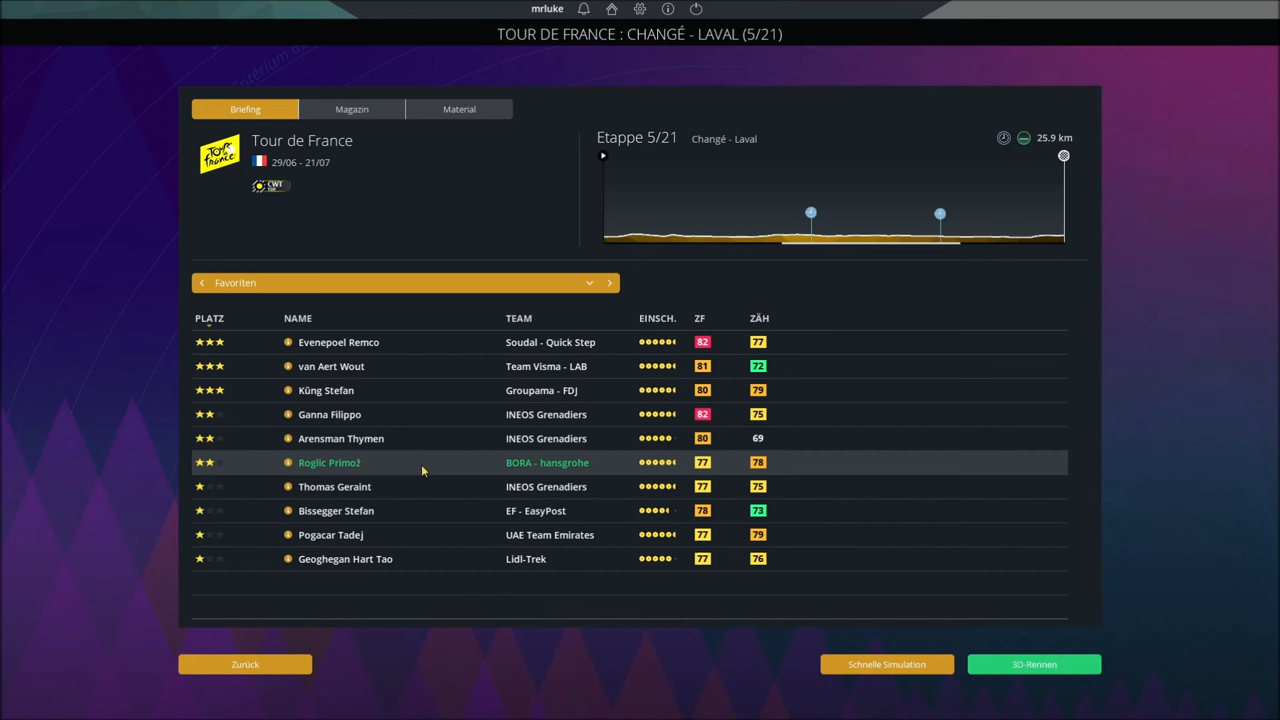 mrluke
TOUR DE FRANCE : CHANGÉ - LAVAL (5/21)
Briefing Magazin Material
TOUR de france
Tour de France
29/06 - 21/07
CWT
Etappe 5/21 Changé - Laval 25.9 km
Favoriten
PLATZ NAME TEAM EINSCH. ZF ZÄH
Evenepoel Remco Soudal - Quick Step 82 77
van Aert Wout Team Visma - LAB 81 72
Küng Stefan Groupama - FDJ 80 79
Ganna Filippo INEOS Grenadiers 82 75
Arensman Thymen INEOS Grenadiers 80 69
Roglic Primož BORA - hansgrohe 77 78
Thomas Geraint INEOS Grenadiers 77 75
Bissegger Stefan EF - EasyPost 78 73
Pogacar Tadej UAE Team Emirates 77 79
Geoghegan Hart Tao Lidl-Trek 77 76
Zurück Schnelle Simulation 3D-Rennen